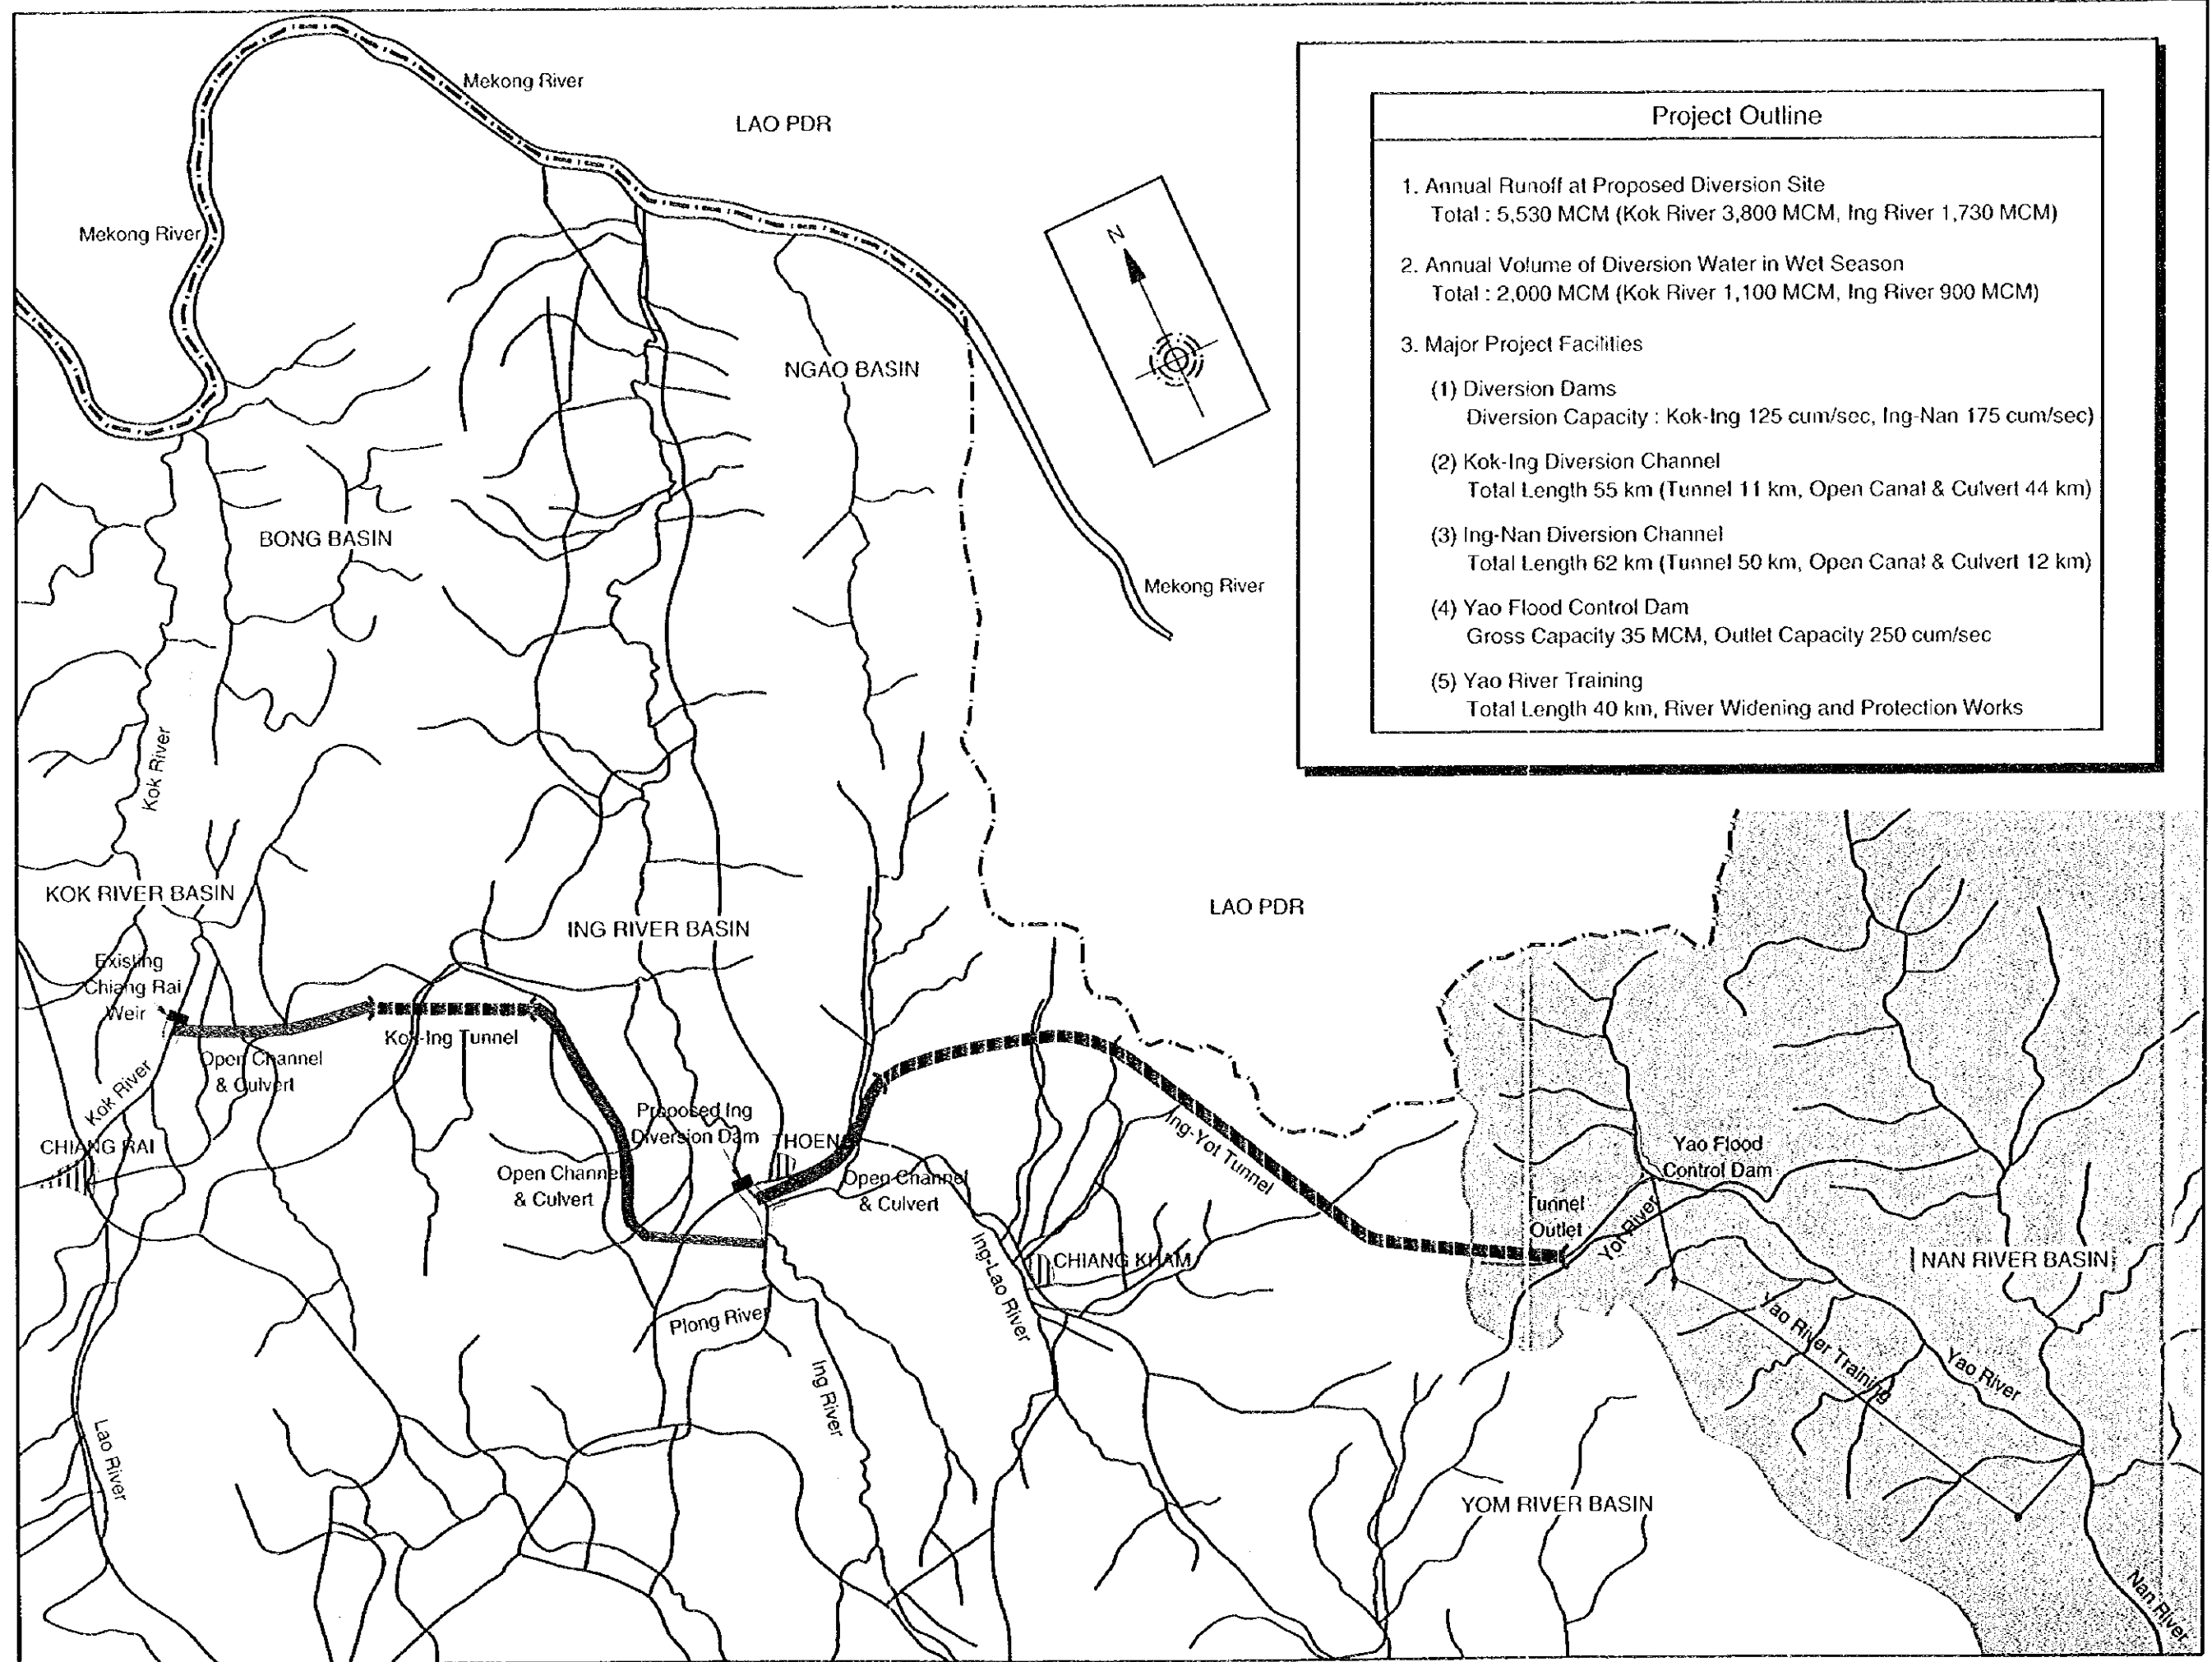 Mekong River
LAO PDR
Mekong River
N
NGAO BASIN
BONG BASIN
Mekong River
Project Outline
1. Annual Runoff at Proposed Diversion Site
Total : 5,530 MCM (Kok River 3,800 MCM, Ing River 1,730 MCM)
2. Annual Volume of Diversion Water in Wet Season
Total : 2,000 MCM (Kok River 1,100 MCM, Ing River 900 MCM)
3. Major Project Facilities
(1) Diversion Dams
Diversion Capacity : Kok-Ing 125 cum/sec, Ing-Nan 175 cum/sec)
(2) Kok-Ing Diversion Channel
Total Length 55 km (Tunnel 11 km, Open Canal & Culvert 44 km)
(3) Ing-Nan Diversion Channel
Total Length 62 km (Tunnel 50 km, Open Canal & Culvert 12 km)
(4) Yao Flood Control Dam
Gross Capacity 35 MCM, Outlet Capacity 250 cum/sec
(5) Yao River Training
Total Length 40 km, River Widening and Protection Works
Kok River
KOK RIVER BASIN
ING RIVER BASIN
LAO PDR
Existing
Chiang Rai
Weir
Kok-Ing Tunnel
Open Channel
& Culvert
Kok River
CHIANG RAI
Proposed Ing
Diversion Dam
THOENG
Open Channel
& Culvert
Open Channel
& Culvert
Ing-Yot Tunnel
Yao Flood
Control Dam
Tunnel
Outlet
Yot River
NAN RIVER BASIN
Ing-Lao River
CHIANG KHAM
Plong River
Ing River
Yao River Training
Yao River
Lao River
YOM RIVER BASIN
Nan River